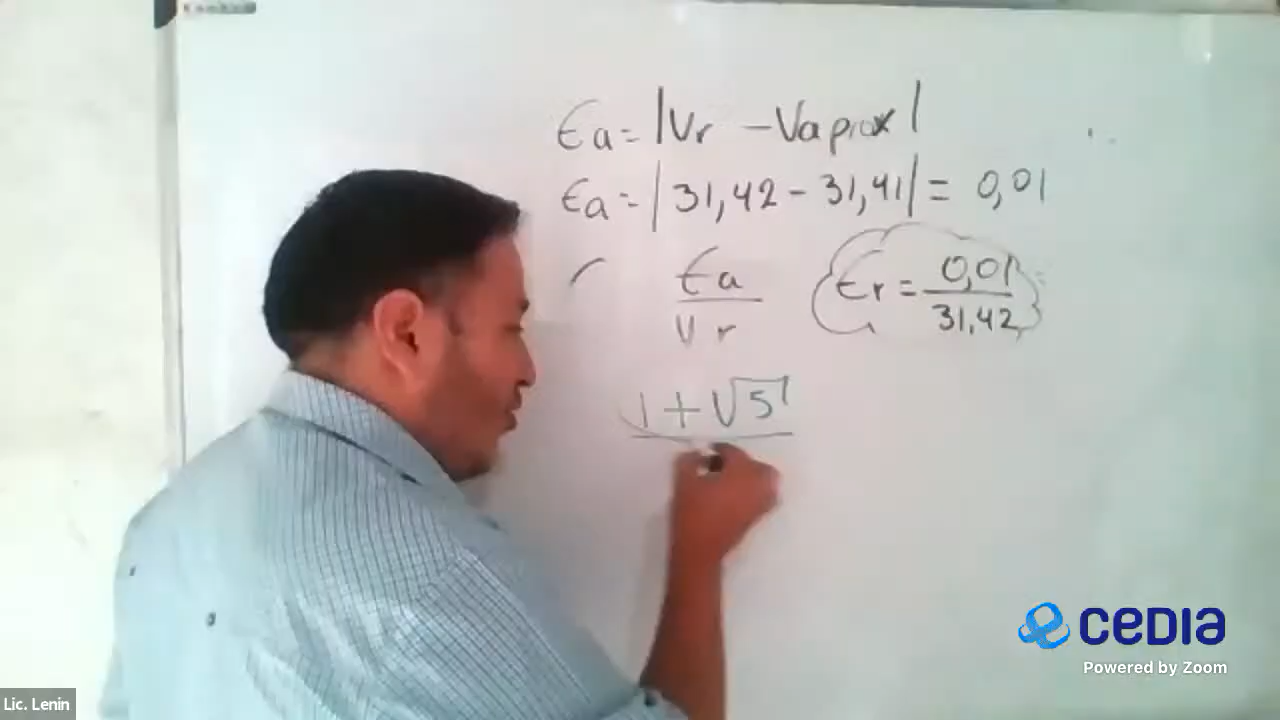 Ea = |Vr - Vaprox|
Ea = |31,42 - 31,41| = 0,01
Ea / Vr   Er = 0,01 / 31,42
1 + √5
CEDIA
Powered by Zoom
Lic. Lenin